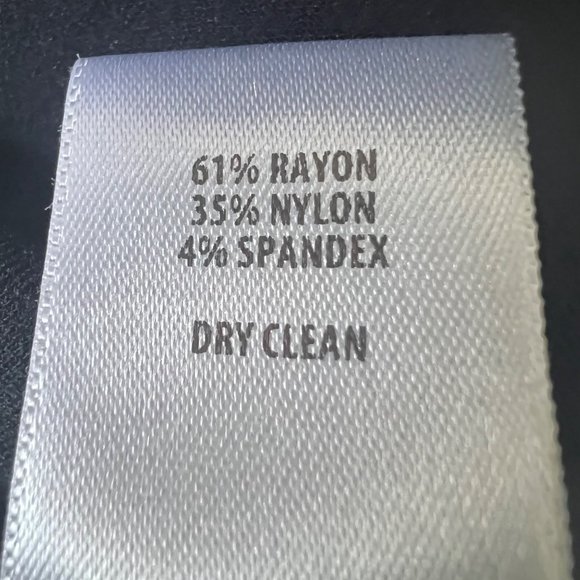 61% RAYON
35% NYLON
4% SPANDEX
DRY CLEAN